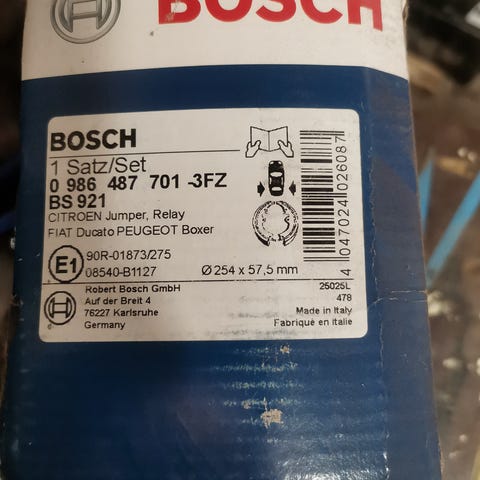 BOSCH
BOSCH
1 Satz/Set
0 986 487 701 -3FZ
BS 921
CITROEN Jumper, Relay
FIAT Ducato PEUGEOT Boxer
E1
90R-01873/275
08540-B1127
Ø 254 x 57,5 mm
4 047024 026087
Robert Bosch GmbH
Auf der Breit 4
76227 Karlsruhe
Germany
25025L
478
Made in Italy
Fabriqué en italie